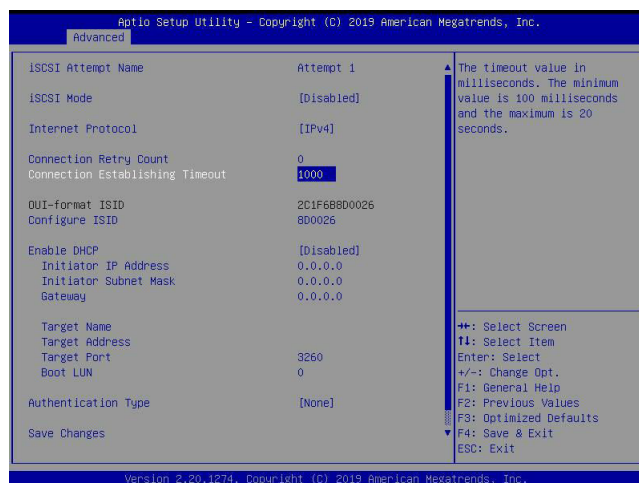 Aptio Setup Utility – Copyright (C) 2019 American Megatrends, Inc.
Advanced
iSCSI Attempt Name Attempt 1
iSCSI Mode [Disabled]
Internet Protocol [IPv4]
Connection Retry Count 0
Connection Establishing Timeout 1000
OUI-format ISID 2C1F6B8D0026
Configure ISID 8D0026
Enable DHCP [Disabled]
Initiator IP Address 0.0.0.0
Initiator Subnet Mask 0.0.0.0
Gateway 0.0.0.0
Target Name
Target Address
Target Port 3260
Boot LUN 0
Authentication Type [None]
Save Changes
The timeout value in
milliseconds. The minimum
value is 100 milliseconds
and the maximum is 20
seconds.
→←: Select Screen
↑↓: Select Item
Enter: Select
+/-: Change Opt.
F1: General Help
F2: Previous Values
F3: Optimized Defaults
F4: Save & Exit
ESC: Exit
Version 2.20.1274. Copyright (C) 2019 American Megatrends, Inc.